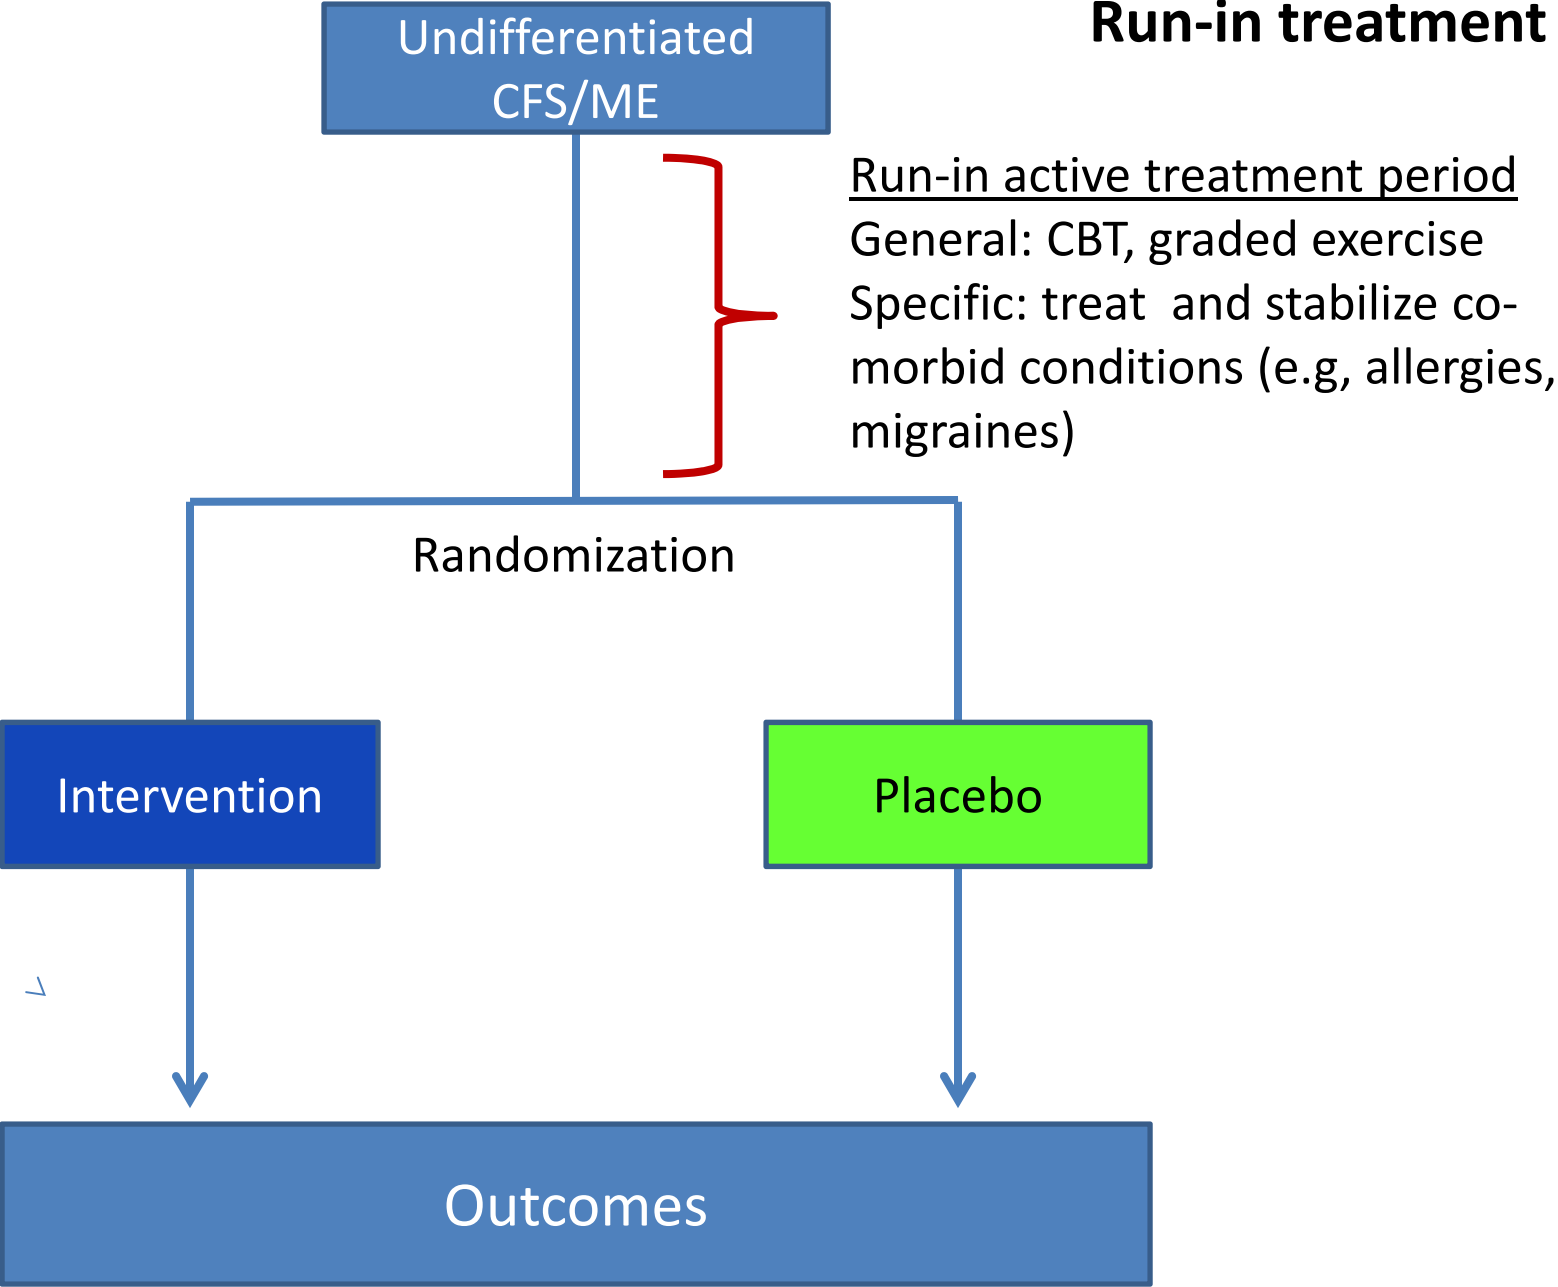 Run-in treatment
Undifferentiated
CFS/ME
Run-in active treatment period
General: CBT, graded exercise
Specific: treat  and stabilize co-
morbid conditions (e.g, allergies,
migraines)
Randomization
Intervention
Placebo
Outcomes